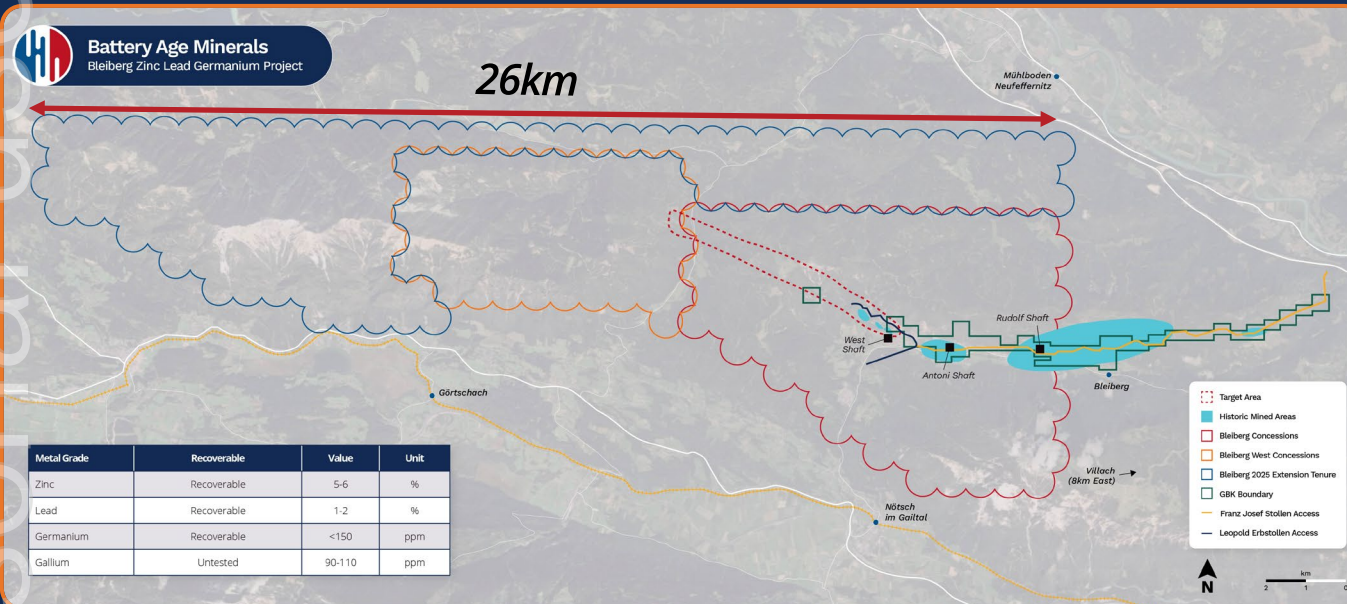 Battery Age Minerals
Bleiberg Zinc Lead Germanium Project
26km
Mühlboden
Neufeffernitz
Rudolf Shaft
West
Shaft
Antoni Shaft
Bleiberg
Görtschach
Villach
(8km East)
Nötsch
im Gailtal
Metal Grade Recoverable Value Unit
Zinc Recoverable 5-6 %
Lead Recoverable 1-2 %
Germanium Recoverable <150 ppm
Gallium Untested 90-110 ppm
Target Area
Historic Mined Areas
Bleiberg Concessions
Bleiberg West Concessions
Bleiberg 2025 Extension Tenure
GBK Boundary
Franz Josef Stollen Access
Leopold Erbstollen Access
N
km
2 1 0